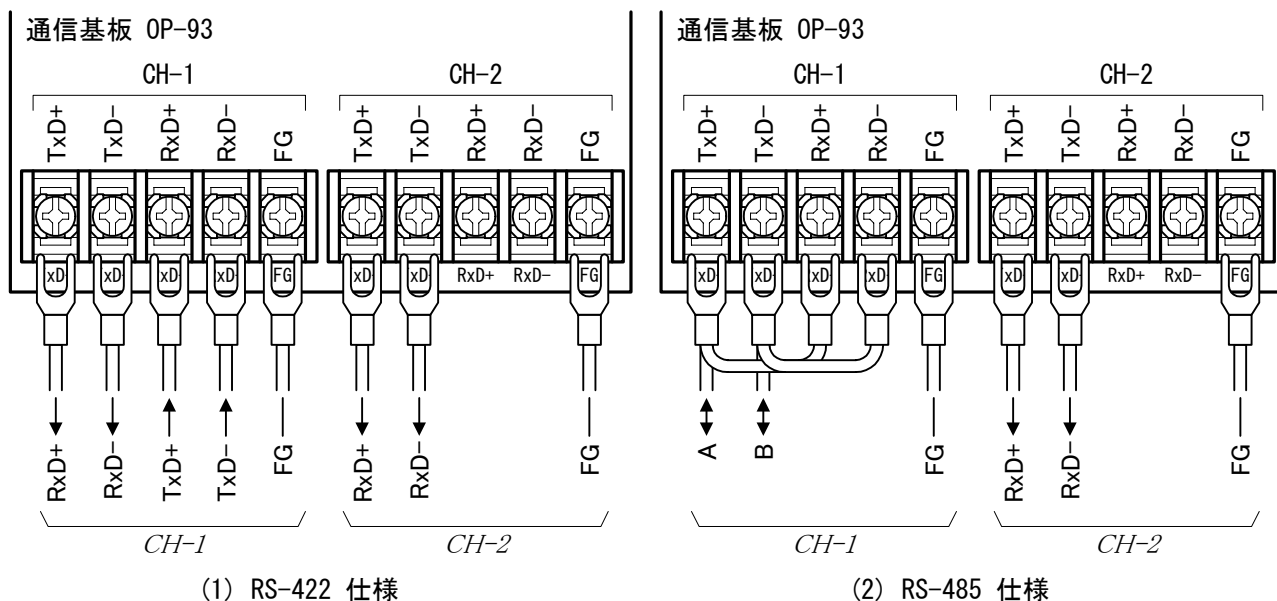 通信基板 OP-93
CH-1 CH-2
TxD+ TxD- RxD+ RxD- FG TxD+ TxD- RxD+ RxD- FG
xD xD xD xD FG xD xD RxD+ RxD- FG
RxD+ RxD- TxD+ TxD- FG RxD+ RxD- FG
CH-1 CH-2
(1) RS-422 仕様
通信基板 OP-93
CH-1 CH-2
TxD+ TxD- RxD+ RxD- FG TxD+ TxD- RxD+ RxD- FG
xD xD xD xD FG xD xD RxD+ RxD- FG
A B FG RxD+ RxD- FG
CH-1 CH-2
(2) RS-485 仕様